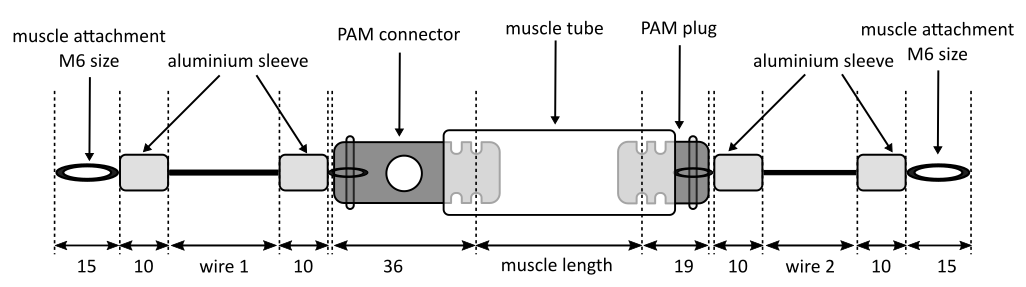 muscle attachment
M6 size
aluminium sleeve
PAM connector
muscle tube
PAM plug
aluminium sleeve
muscle attachment
M6 size
15
10
wire 1
10
36
muscle length
19
10
wire 2
10
15